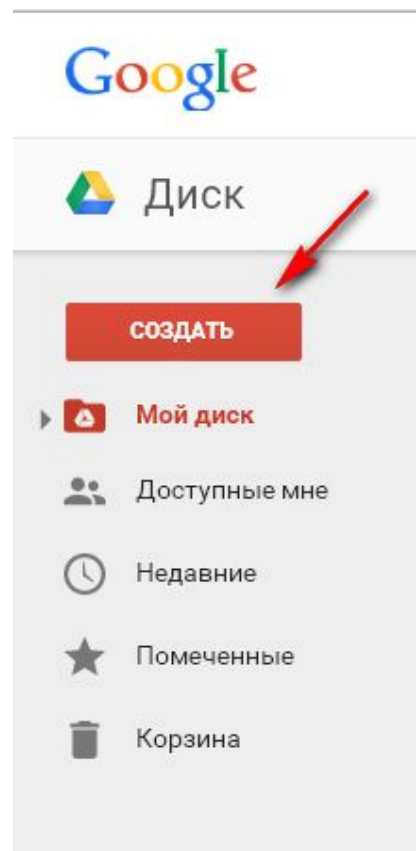 Google
Диск
СОЗДАТЬ
Мой диск
Доступные мне
Недавние
Помеченные
Корзина